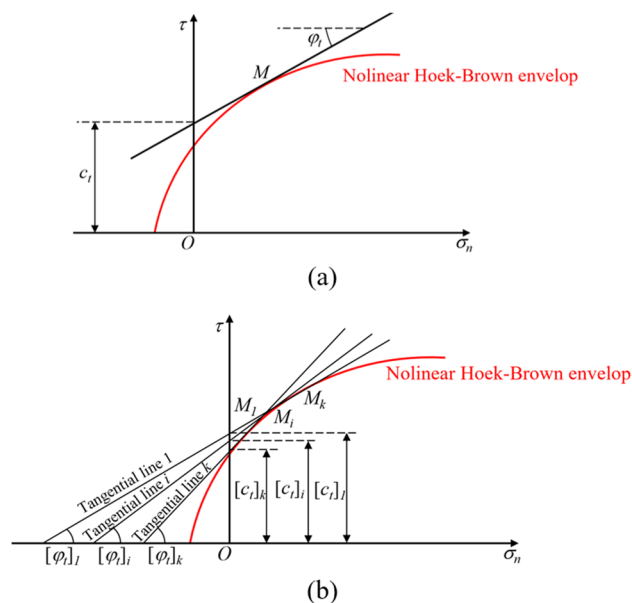 τ
φt
M
Nolinear Hoek-Brown envelop
ct
O
σn
(a)
τ
Nolinear Hoek-Brown envelop
M1
Mi
Mk
Tangential line 1
Tangential line i
Tangential line k
[ct]k
[ct]i
[ct]1
[φt]1
[φt]i
[φt]k
O
σn
(b)